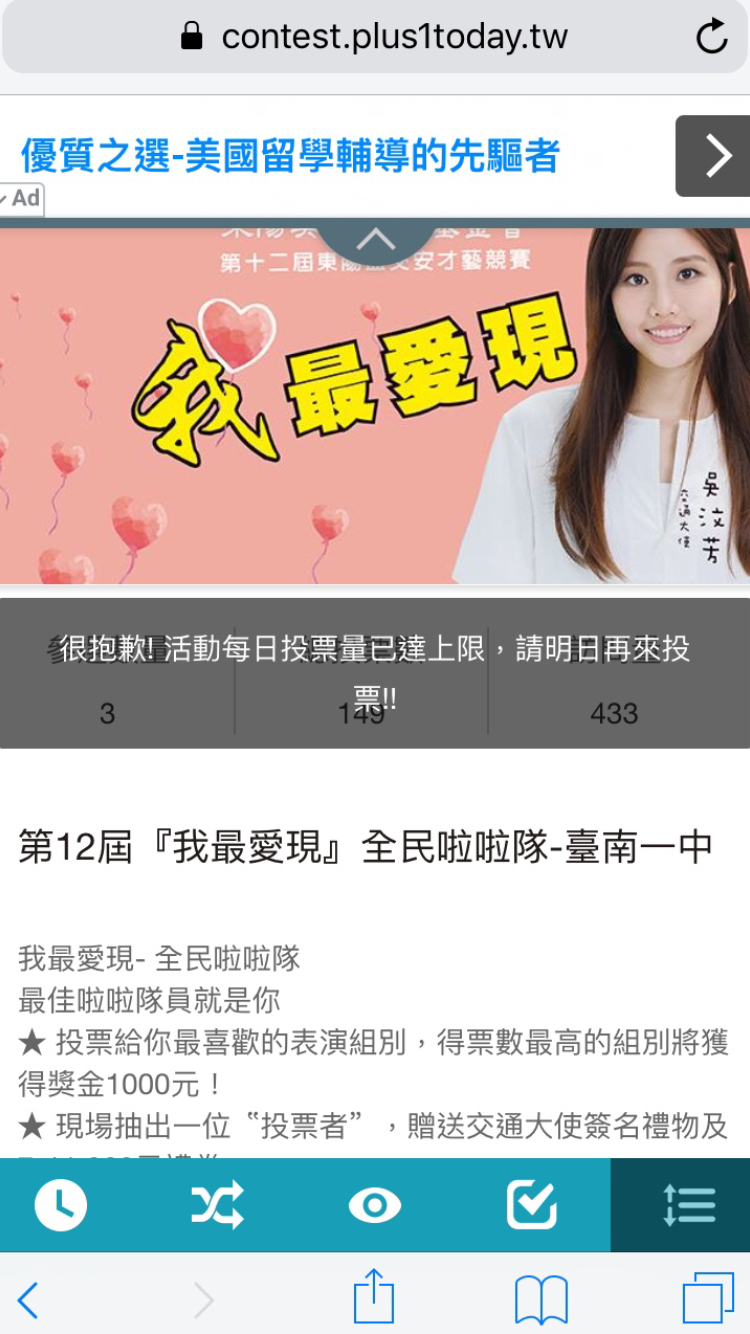 contest.plus1today.tw
優質之選-美國留學輔導的先驅者
Ad
第十二屆東陽盃交安才藝競賽
我最愛現
吳汶芳
交通大使
很抱歉! 活動每日投票量已達上限，請明日再來投
票!!
3
149
433
第12屆『我最愛現』全民啦啦隊-臺南一中
我最愛現- 全民啦啦隊
最佳啦啦隊員就是你
★ 投票給你最喜歡的表演組別，得票數最高的組別將獲
得獎金1000元！
★ 現場抽出一位〝投票者”，贈送交通大使簽名禮物及